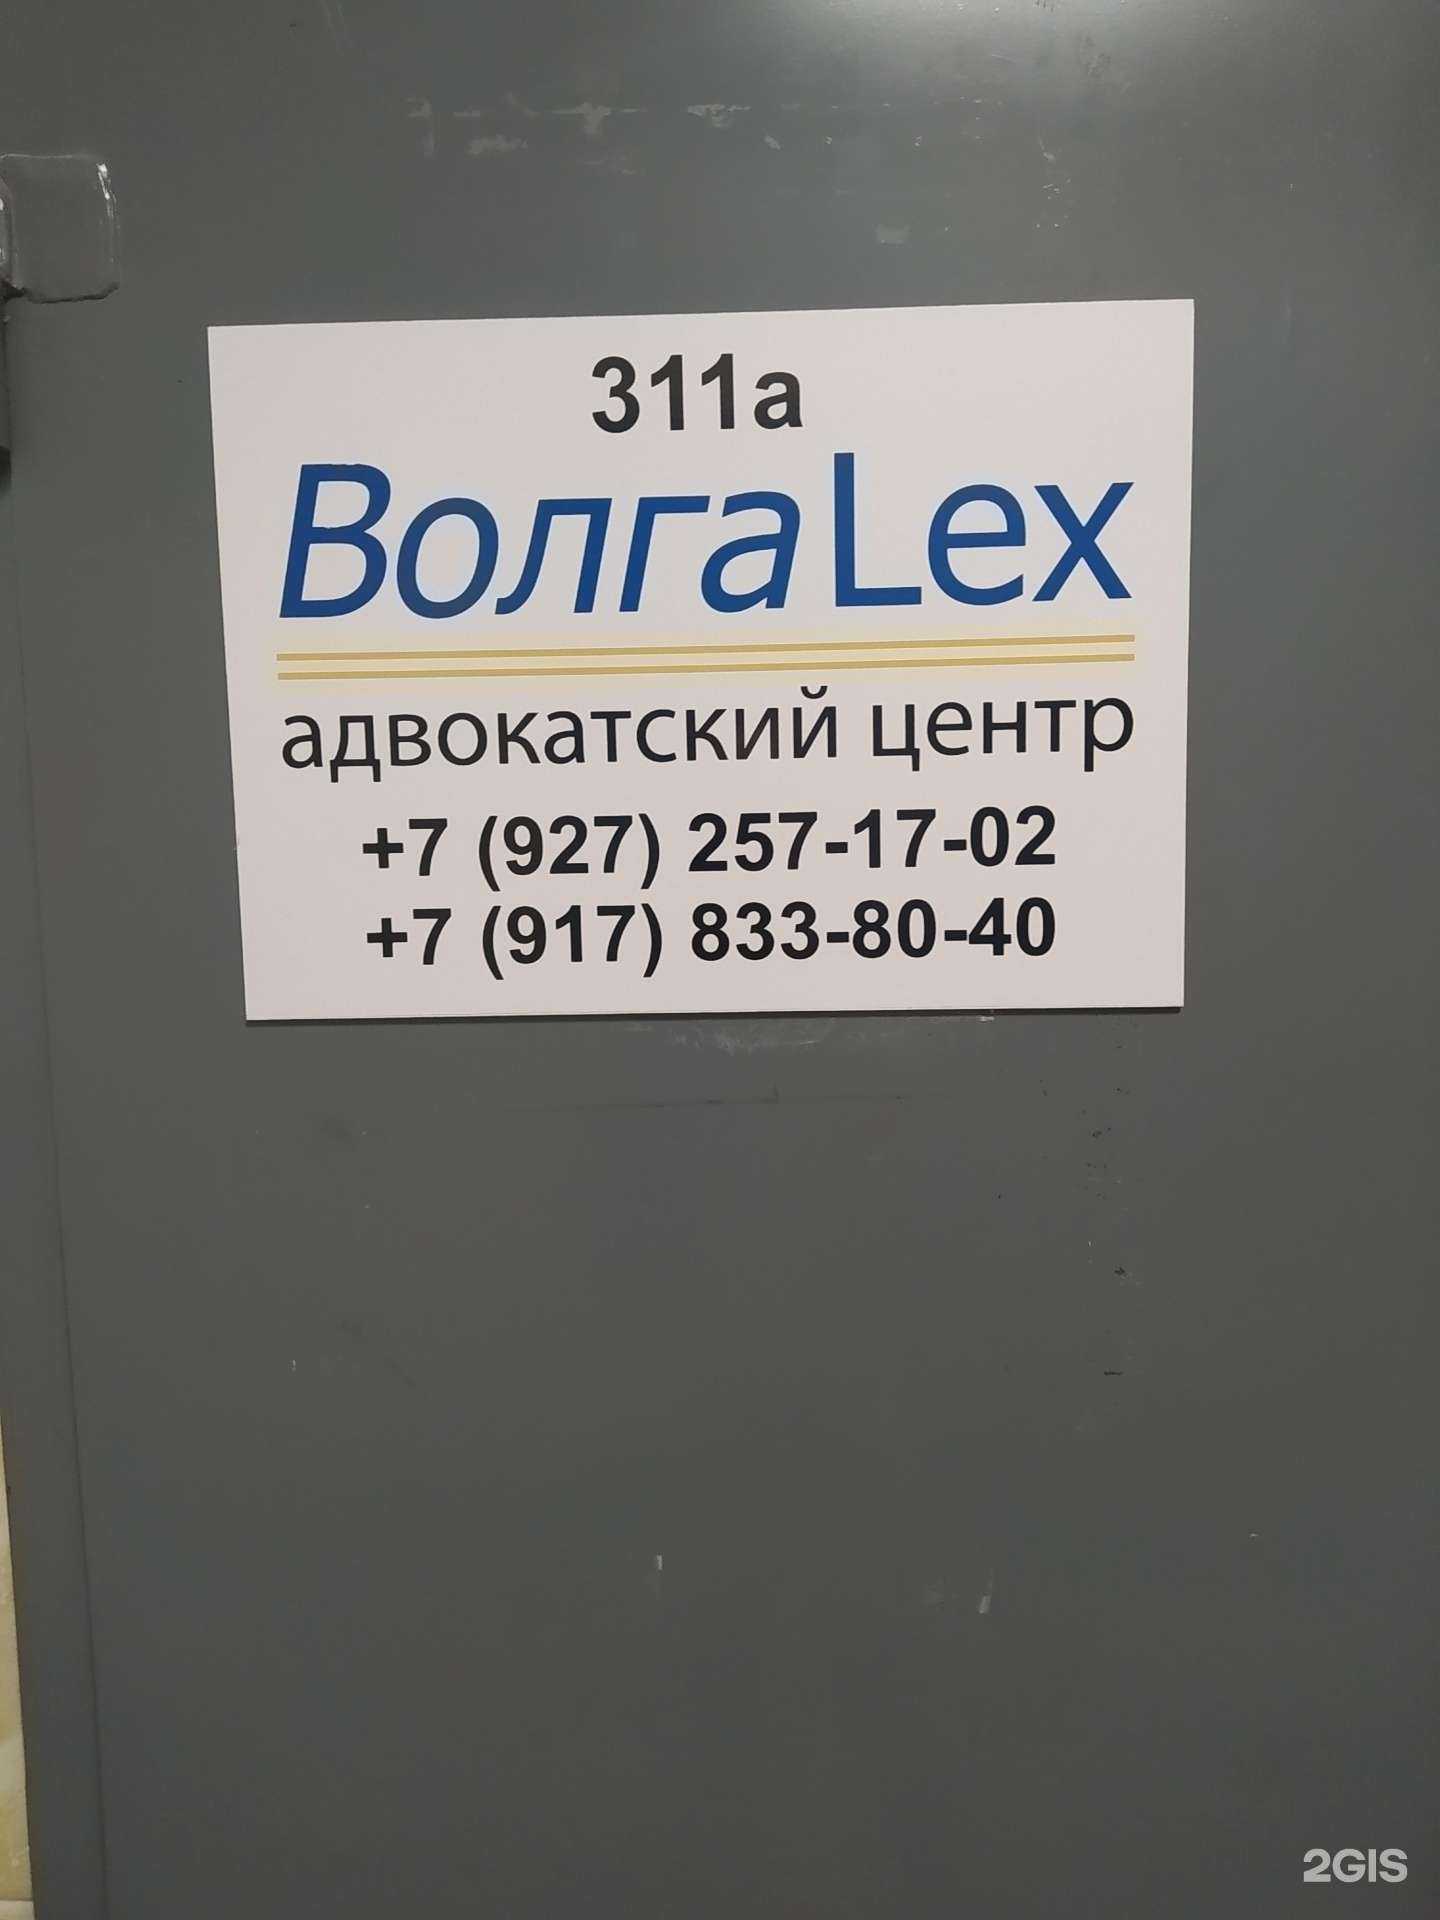 311а
ВолгаLex
адвокатский центр
+7 (927) 257-17-02
+7 (917) 833-80-40
2GIS